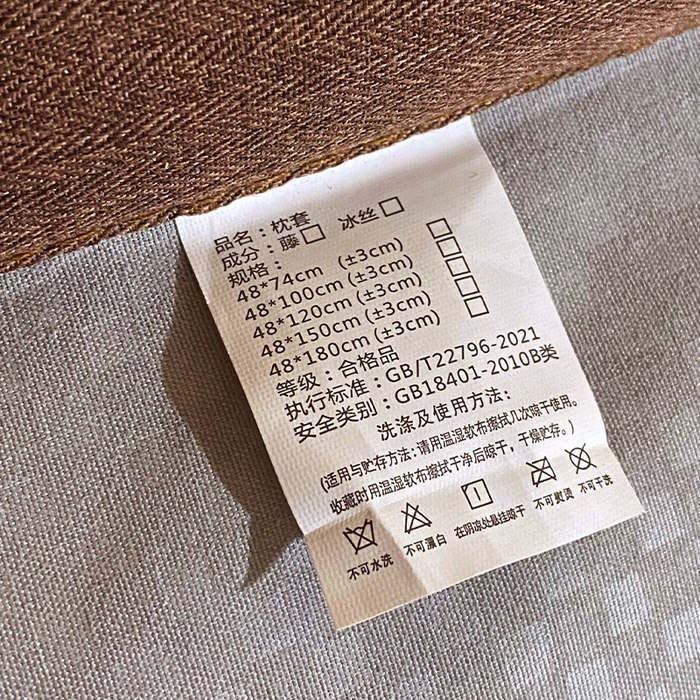 品名：枕套
成分：藤□ 冰丝□
规格：
48*74cm (±3cm) □
48*100cm (±3cm) □
48*120cm (±3cm) □
48*150cm (±3cm) □
48*180cm (±3cm) □
等级：合格品
执行标准：GB/T22796-2021
安全类别：GB18401-2010B类
洗涤及使用方法：
(适用与贮存方法：请用温湿软布擦拭几次晾干使用。
收藏时用温湿软布擦拭干净后晾干，干燥贮存。)
不可水洗 不可漂白 在阴凉处悬挂晾干 不可熨烫 不可干洗